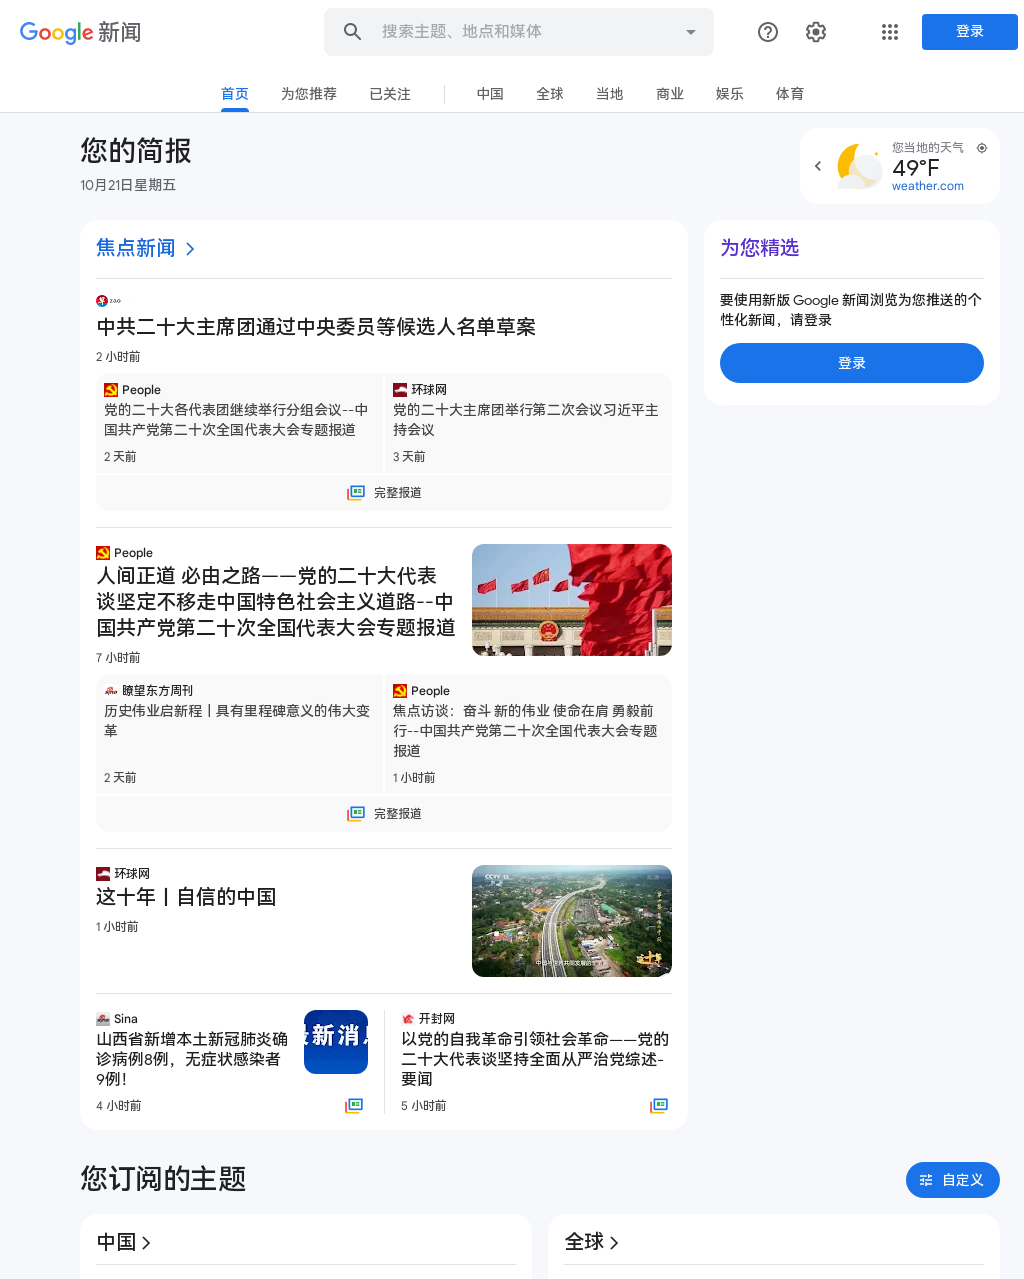 Google 新闻
搜索主题、地点和媒体
登录
首页
为您推荐
已关注
中国
全球
当地
商业
娱乐
体育
您的简报
10月21日星期五
您当地的天气
49°F
weather.com
焦点新闻
中共二十大主席团通过中央委员等候选人名单草案
2 小时前
People
党的二十大各代表团继续举行分组会议--中
国共产党第二十次全国代表大会专题报道
2 天前
环球网
党的二十大主席团举行第二次会议习近平主
持会议
3 天前
完整报道
People
人间正道 必由之路——党的二十大代表
谈坚定不移走中国特色社会主义道路--中
国共产党第二十次全国代表大会专题报道
7 小时前
瞭望东方周刊
历史伟业启新程丨具有里程碑意义的伟大变
革
2 天前
People
焦点访谈：奋斗 新的伟业 使命在肩 勇毅前
行--中国共产党第二十次全国代表大会专题
报道
1 小时前
完整报道
环球网
这十年丨自信的中国
1 小时前
Sina
山西省新增本土新冠肺炎确
诊病例8例，无症状感染者
9例！
4 小时前
最新消息
开封网
以党的自我革命引领社会革命——党的
二十大代表谈坚持全面从严治党综述-
要闻
5 小时前
为您精选
要使用新版 Google 新闻浏览为您推送的个
性化新闻，请登录
登录
您订阅的主题
自定义
中国
全球